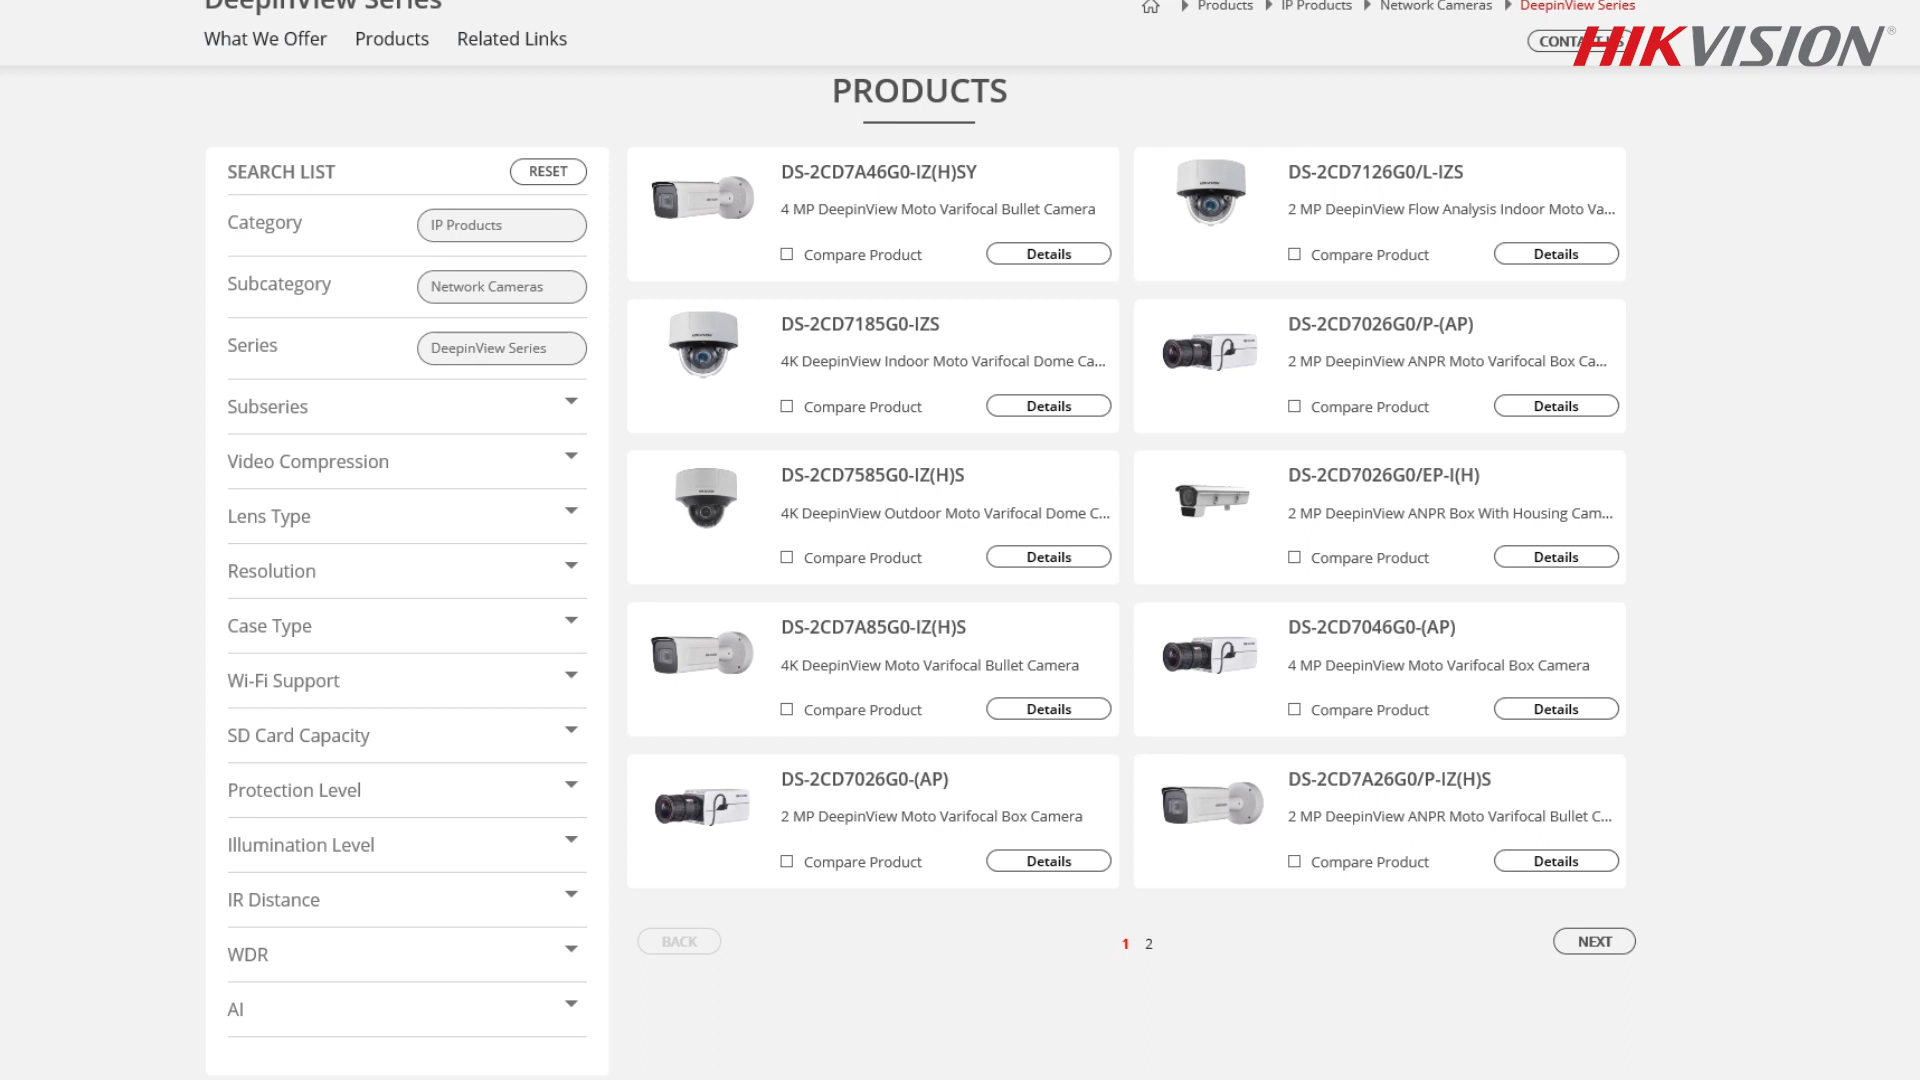 DeepinView Series
Products
IP Products
Network Cameras
DeepinView Series
What We Offer
Products
Related Links
HIKVISION®
PRODUCTS
SEARCH LIST
RESET
Category
IP Products
Subcategory
Network Cameras
Series
DeepinView Series
Subseries
Video Compression
Lens Type
Resolution
Case Type
Wi-Fi Support
SD Card Capacity
Protection Level
Illumination Level
IR Distance
WDR
AI
DS-2CD7A46G0-IZ(H)SY
4 MP DeepinView Moto Varifocal Bullet Camera
Compare Product
Details
DS-2CD7126G0/L-IZS
2 MP DeepinView Flow Analysis Indoor Moto Va...
Compare Product
Details
DS-2CD7185G0-IZS
4K DeepinView Indoor Moto Varifocal Dome Ca...
Compare Product
Details
DS-2CD7026G0/P-(AP)
2 MP DeepinView ANPR Moto Varifocal Box Ca...
Compare Product
Details
DS-2CD7585G0-IZ(H)S
4K DeepinView Outdoor Moto Varifocal Dome C...
Compare Product
Details
DS-2CD7026G0/EP-I(H)
2 MP DeepinView ANPR Box With Housing Cam...
Compare Product
Details
DS-2CD7A85G0-IZ(H)S
4K DeepinView Moto Varifocal Bullet Camera
Compare Product
Details
DS-2CD7046G0-(AP)
4 MP DeepinView Moto Varifocal Box Camera
Compare Product
Details
DS-2CD7026G0-(AP)
2 MP DeepinView Moto Varifocal Box Camera
Compare Product
Details
DS-2CD7A26G0/P-IZ(H)S
2 MP DeepinView ANPR Moto Varifocal Bullet C...
Compare Product
Details
BACK
1 2
NEXT